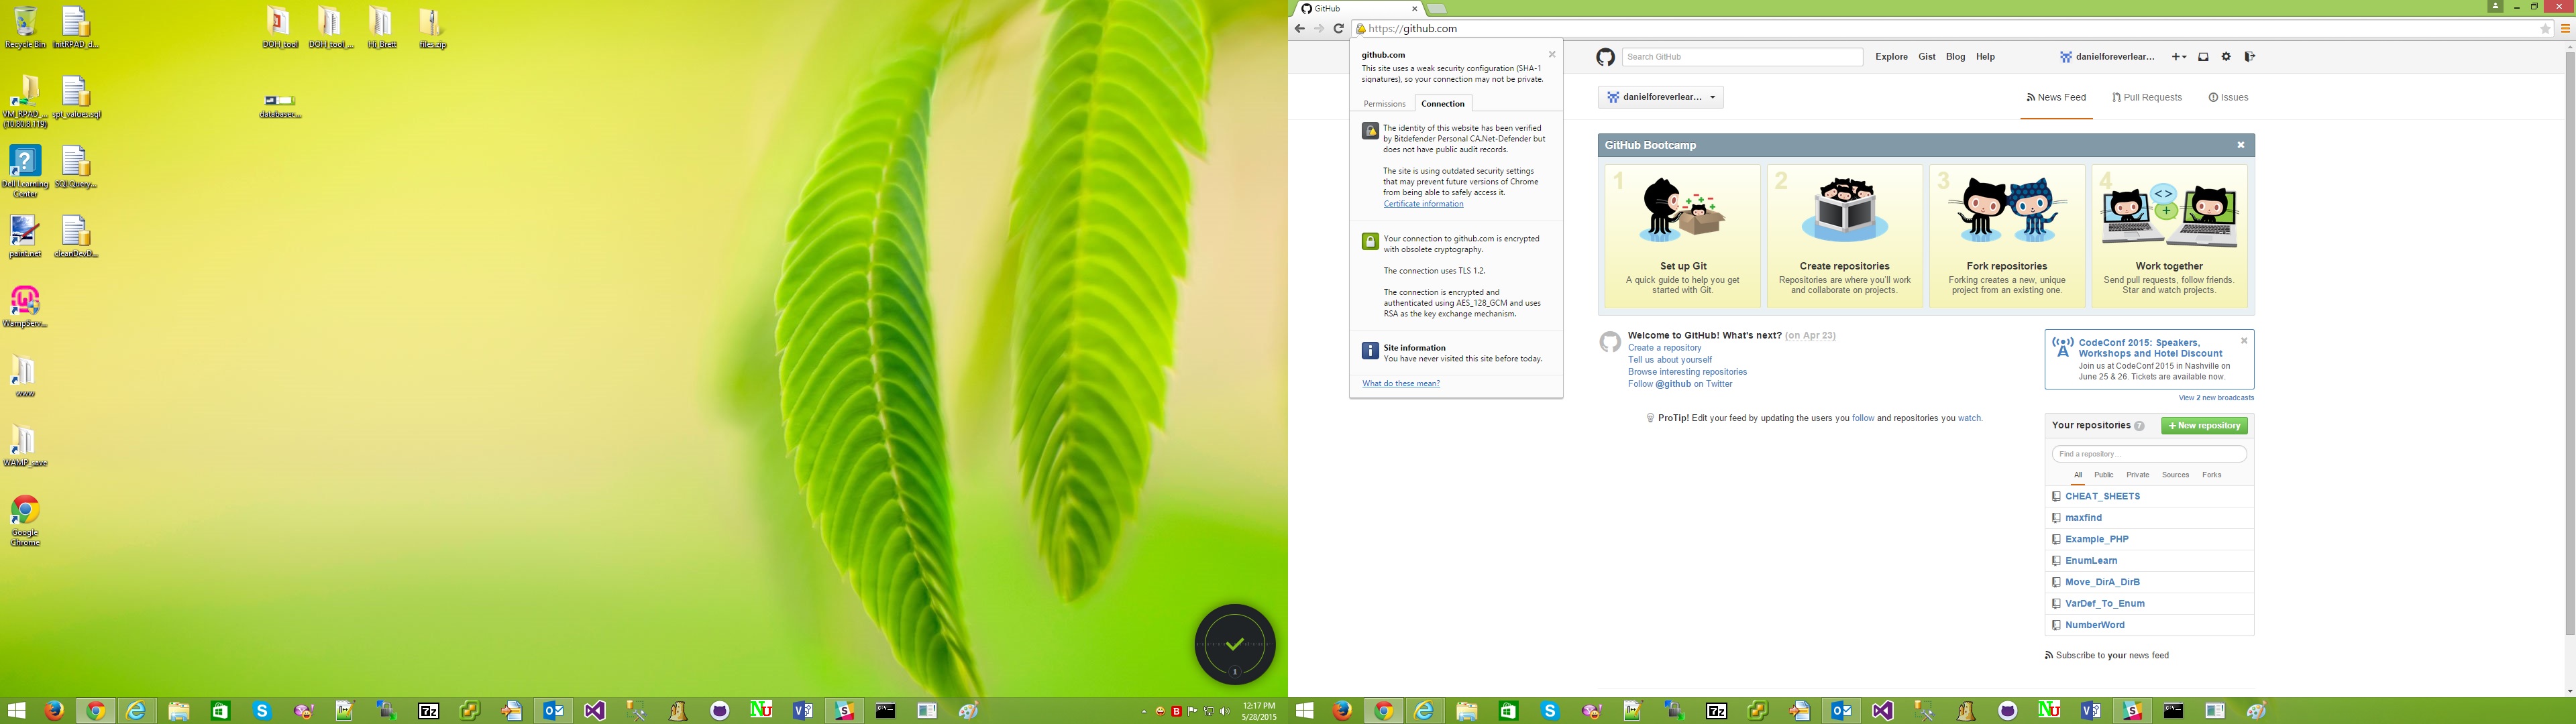 Recycle Bin
initRPAD_d...
DOH_tool
DOH_tool_...
Hi_Brett
files.zip
VM_RPAD_...
(10.80.8.119)
spt_values.sql
databasec...
Dell Learning
Center
SQLQuery...
paint.net
cleanDevD...
WampServ...
www
WAMP_save
Google
Chrome
1
12:17 PM
5/28/2015
GitHub
https://github.com
github.com
This site uses a weak security configuration (SHA-1
signatures), so your connection may not be private.
Permissions
Connection
The identity of this website has been verified
by Bitdefender Personal CA.Net-Defender but
does not have public audit records.
The site is using outdated security settings
that may prevent future versions of Chrome
from being able to safely access it.
Certificate information
Your connection to github.com is encrypted
with obsolete cryptography.
The connection uses TLS 1.2.
The connection is encrypted and
authenticated using AES_128_GCM and uses
RSA as the key exchange mechanism.
Site information
You have never visited this site before today.
What do these mean?
Search GitHub
Explore Gist Blog Help
danielforeverlear...
danielforeverlear...
News Feed
Pull Requests
Issues
GitHub Bootcamp
1
Set up Git
A quick guide to help you get
started with Git.
2
Create repositories
Repositories are where you'll work
and collaborate on projects.
3
Fork repositories
Forking creates a new, unique
project from an existing one.
4
Work together
Send pull requests, follow friends.
Star and watch projects.
Welcome to GitHub! What's next? (on Apr 23)
Create a repository
Tell us about yourself
Browse interesting repositories
Follow @github on Twitter
ProTip! Edit your feed by updating the users you follow and repositories you watch.
CodeConf 2015: Speakers,
Workshops and Hotel Discount
Join us at CodeConf 2015 in Nashville on
June 25 & 26. Tickets are available now.
View 2 new broadcasts
Your repositories
+ New repository
Find a repository...
All Public Private Sources Forks
CHEAT_SHEETS
maxfind
Example_PHP
EnumLearn
Move_DirA_DirB
VarDef_To_Enum
NumberWord
Subscribe to your news feed